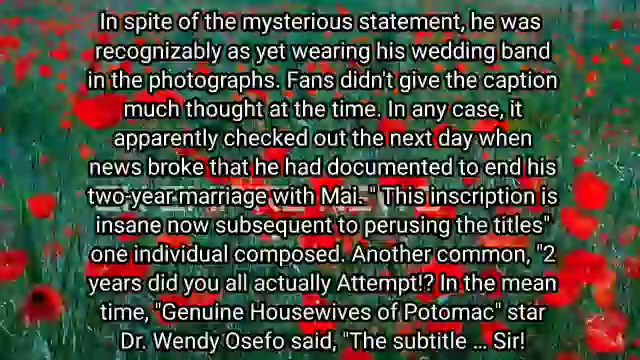 In spite of the mysterious statement, he was
recognizably as yet wearing his wedding band
in the photographs. Fans didn't give the caption
much thought at the time. In any case, it
apparently checked out the next day when
news broke that he had documented to end his
two-year marriage with Mai. " This inscription is
insane now subsequent to perusing the titles"
one individual composed. Another common, "2
years did you all actually Attempt!? In the mean
time, "Genuine Housewives of Potomac" star
Dr. Wendy Osefo said, "The subtitle … Sir!